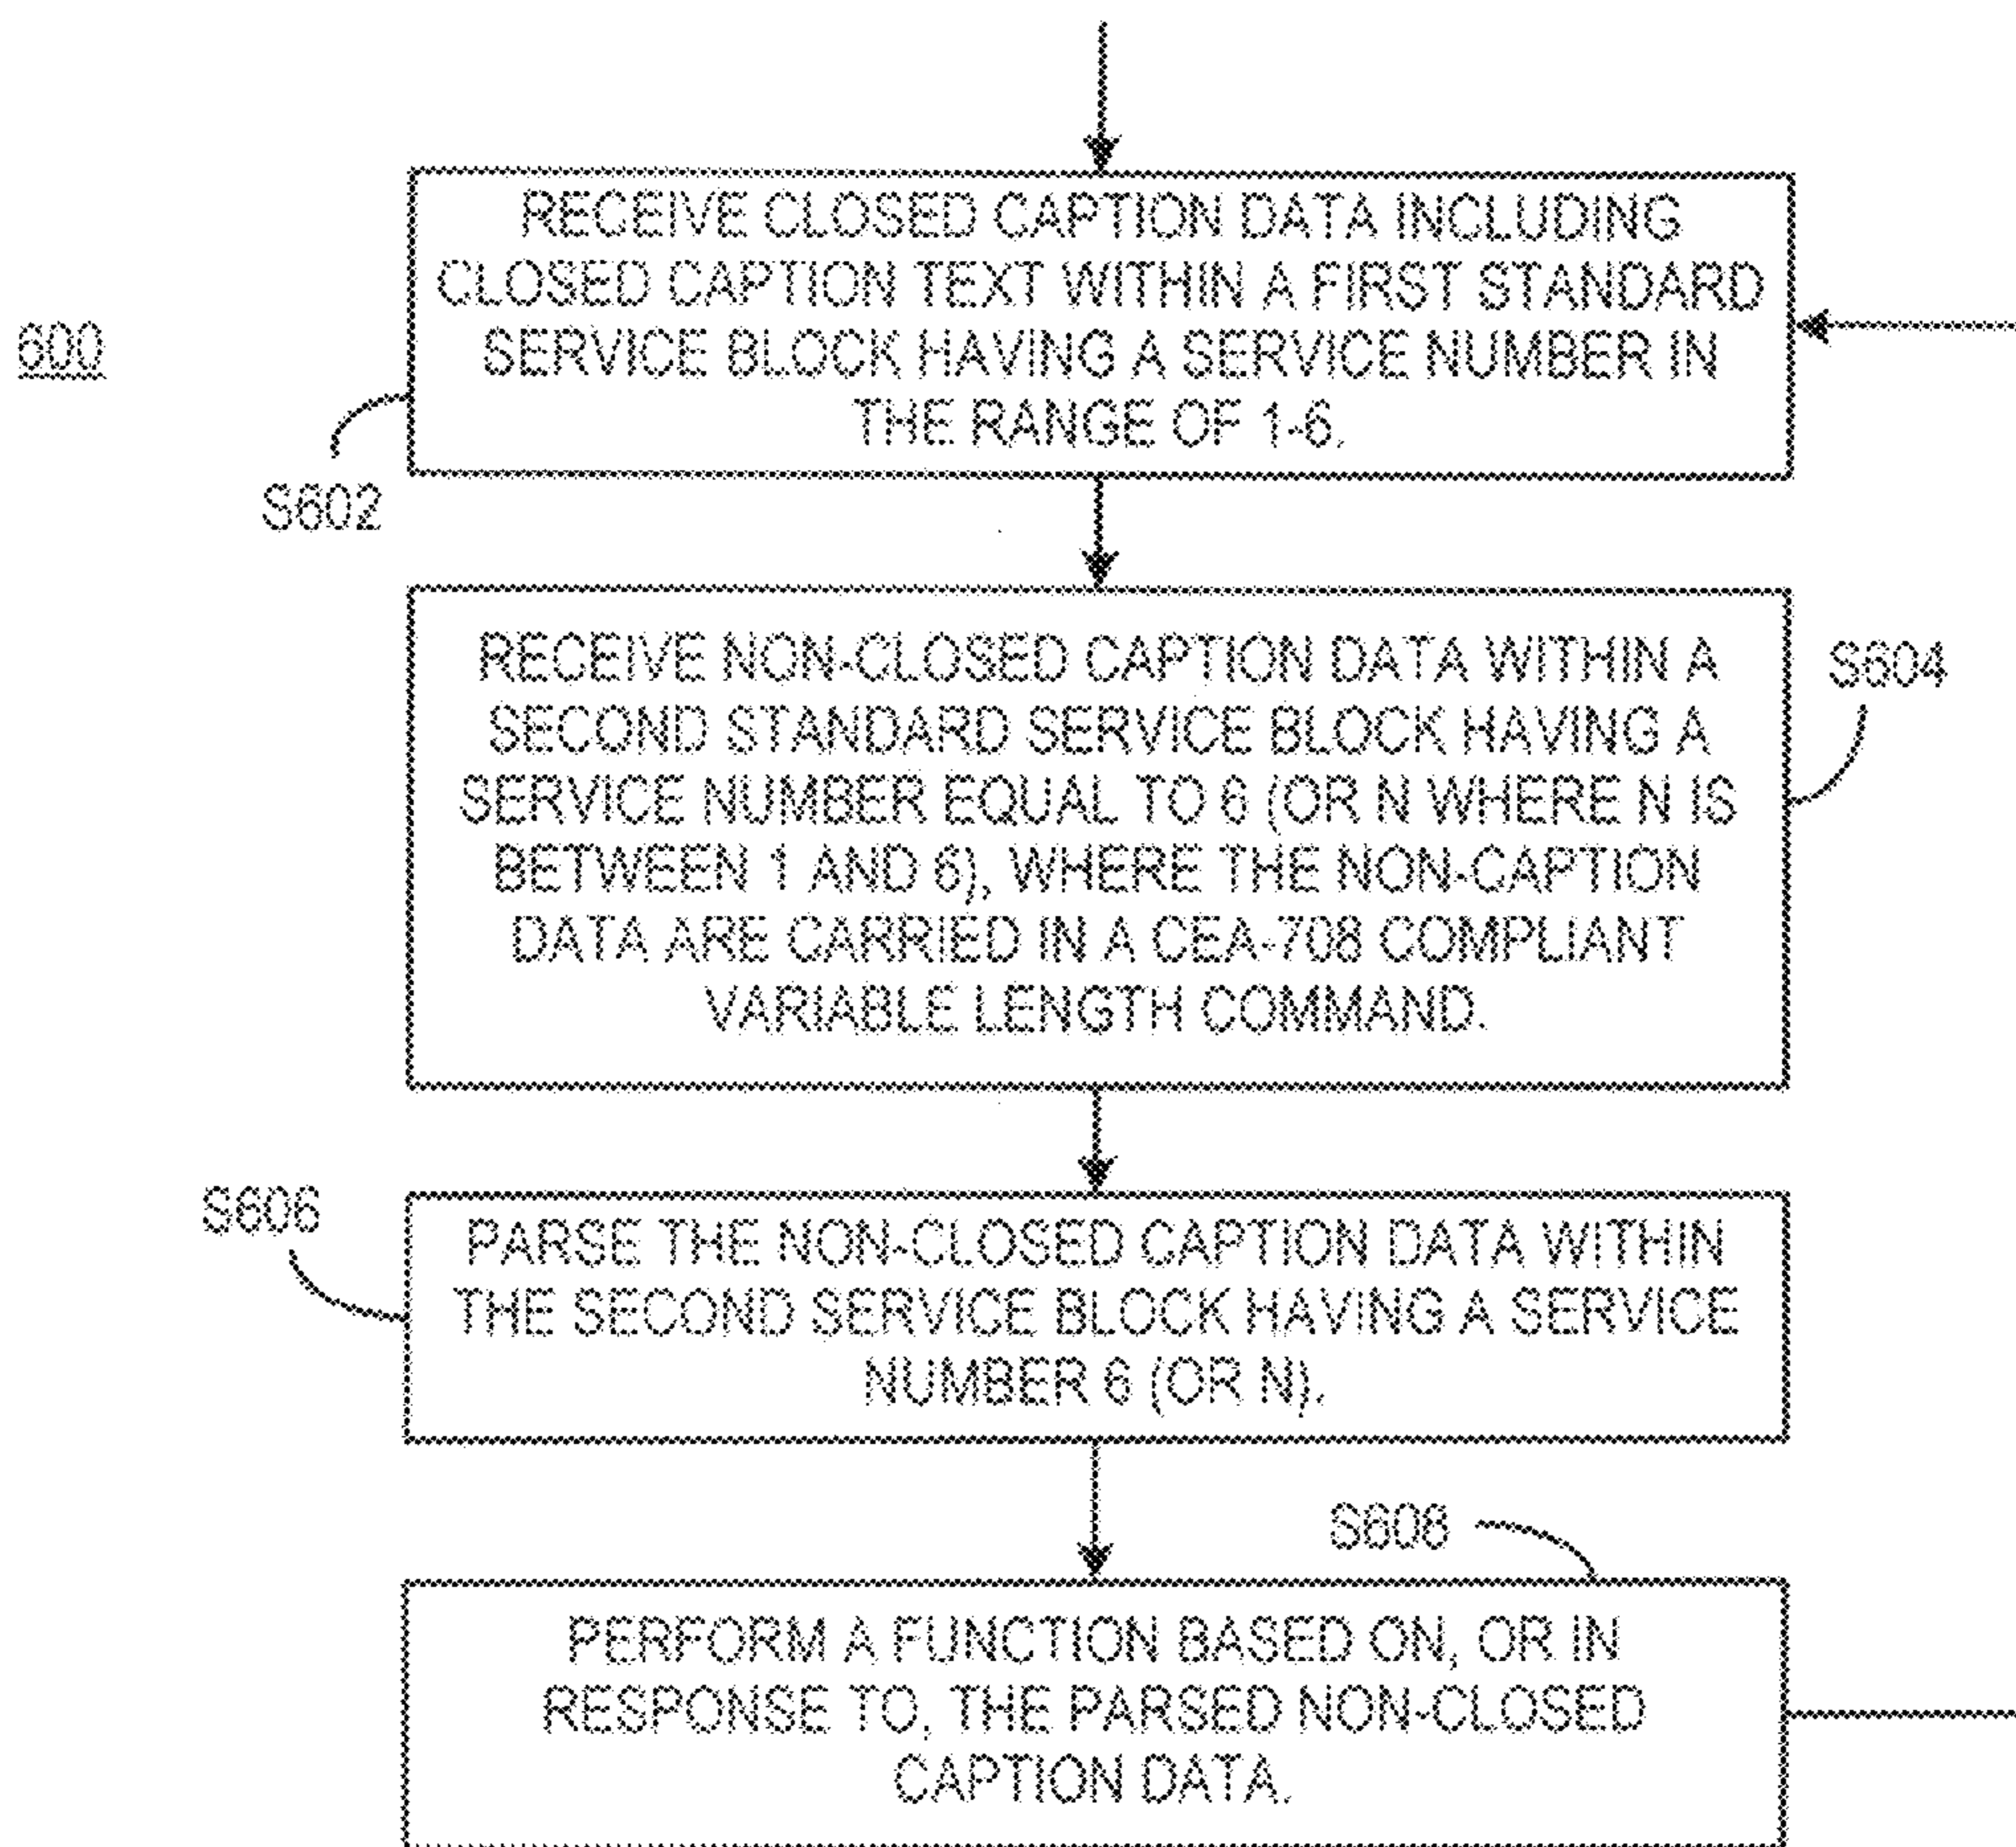 600
RECEIVE CLOSED CAPTION DATA INCLUDING
CLOSED CAPTION TEXT WITHIN A FIRST STANDARD
SERVICE BLOCK HAVING A SERVICE NUMBER IN
THE RANGE OF 1-6.
S602
RECEIVE NON-CLOSED CAPTION DATA WITHIN A
SECOND STANDARD SERVICE BLOCK HAVING A
SERVICE NUMBER EQUAL TO 6 (OR N WHERE N IS
BETWEEN 1 AND 6), WHERE THE NON-CAPTION
DATA ARE CARRIED IN A CEA-708 COMPLIANT
VARIABLE LENGTH COMMAND.
S604
S606
PARSE THE NON-CLOSED CAPTION DATA WITHIN
THE SECOND SERVICE BLOCK HAVING A SERVICE
NUMBER 6 (OR N).
S608
PERFORM A FUNCTION BASED ON, OR IN
RESPONSE TO, THE PARSED NON-CLOSED
CAPTION DATA.